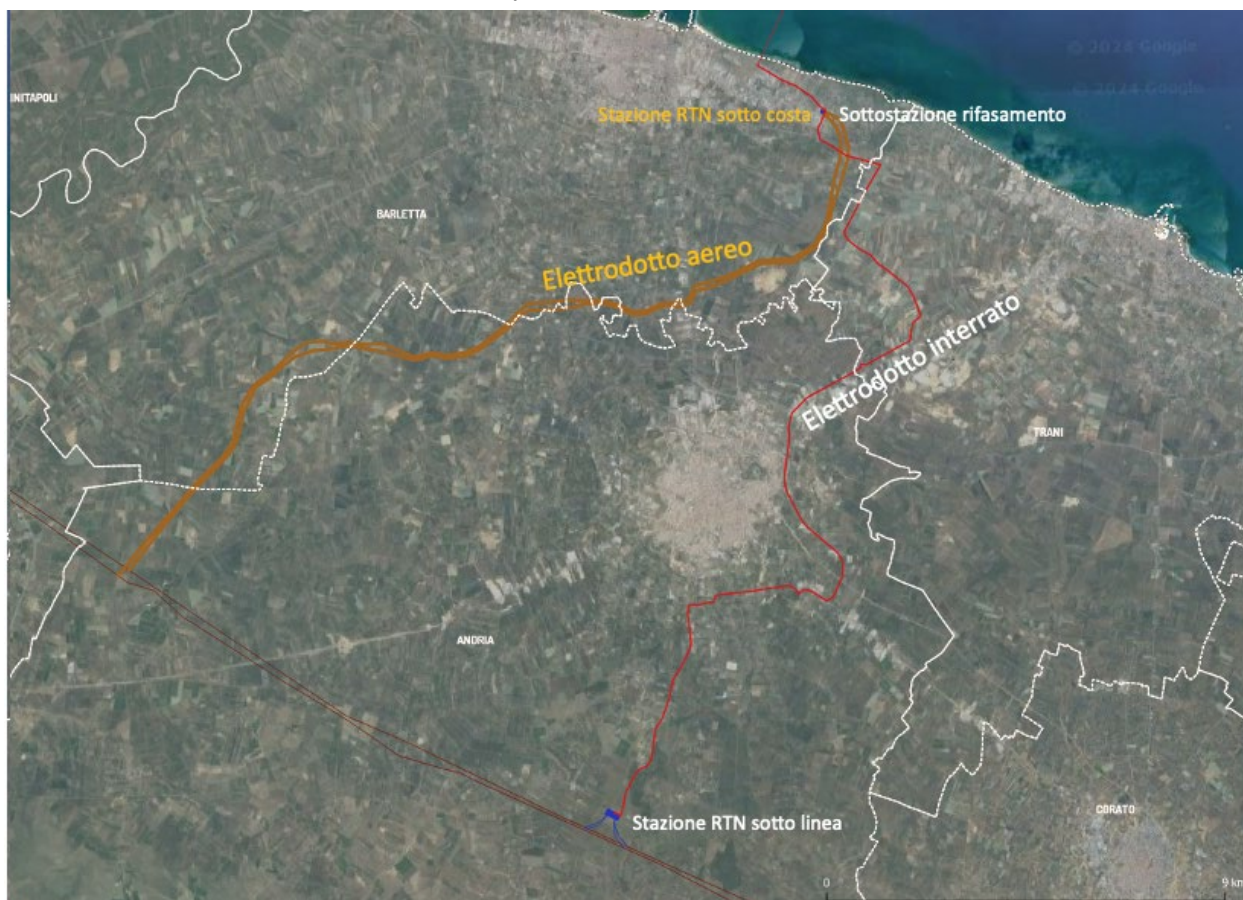 © 2024 Google
© 2024 Google
INITAPOLI
Stazione RTN sotto costa
Sottostazione rifasamento
BARLETTA
Elettrodotto aereo
Elettrodotto interrato
TRANI
ANDRIA
Stazione RTN sotto linea
CORATO
0
9 km